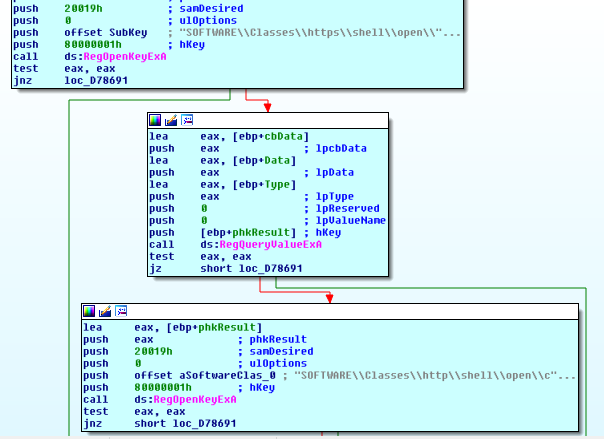 push 20019h ; samDesired
push 0 ; ulOptions
push offset SubKey ; "SOFTWARE\\Classes\\https\\shell\\open\\"...
push 80000001h ; hKey
call ds:RegOpenKeyExA
test eax, eax
jnz loc_D78691
lea eax, [ebp+cbData]
push eax ; lpcbData
lea eax, [ebp+Data]
push eax ; lpData
lea eax, [ebp+Type]
push eax ; lpType
push 0 ; lpReserved
push 0 ; lpValueName
push [ebp+phkResult] ; hKey
call ds:RegQueryValueExA
test eax, eax
jz short loc_D78691
lea eax, [ebp+phkResult]
push eax ; phkResult
push 20019h ; samDesired
push 0 ; ulOptions
push offset aSoftwareClas_0 ; "SOFTWARE\\Classes\\http\\shell\\open\\c"...
push 80000001h ; hKey
call ds:RegOpenKeyExA
test eax, eax
jnz short loc_D78691